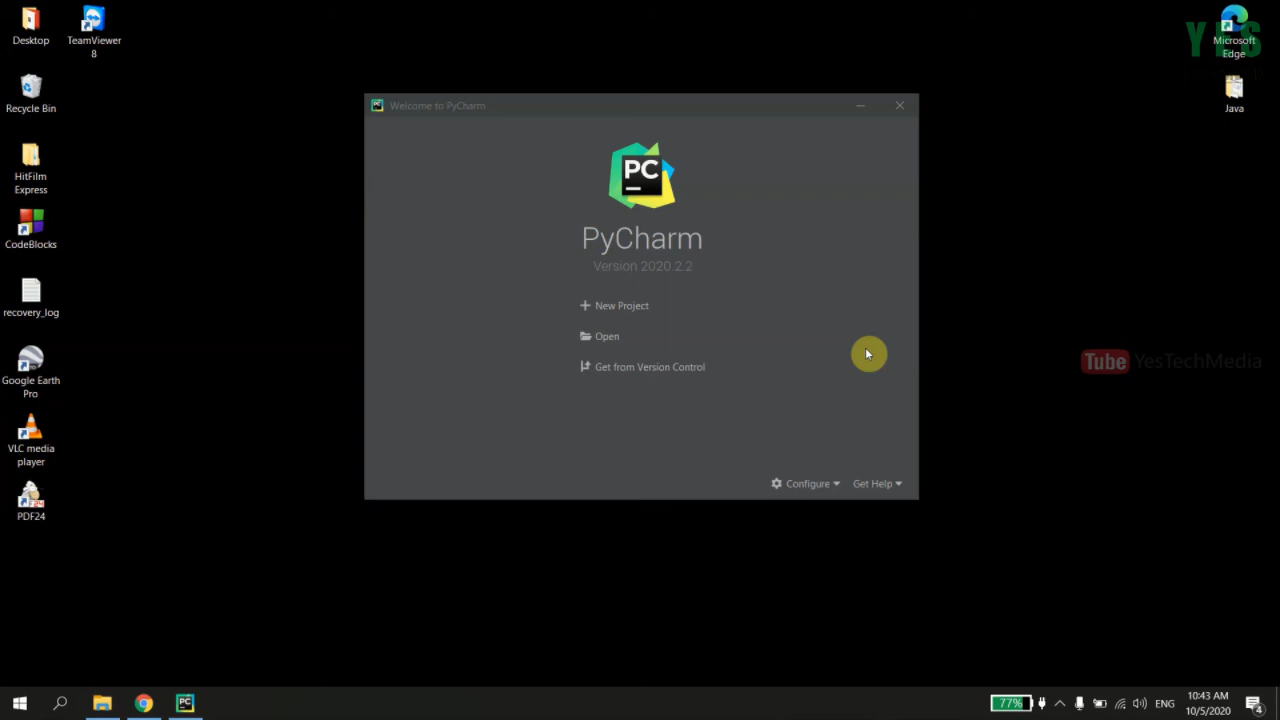 Desktop
TeamViewer
8
Recycle Bin
HitFilm
Express
CodeBlocks
recovery_log
Google Earth
Pro
VLC media
player
PDF24
Welcome to PyCharm
PC
PyCharm
Version 2020.2.2
New Project
Open
Get from Version Control
Configure
Get Help
YES
Microsoft
Edge
Java
Tube YesTechMedia
77%
ENG
10:43 AM
10/5/2020
4